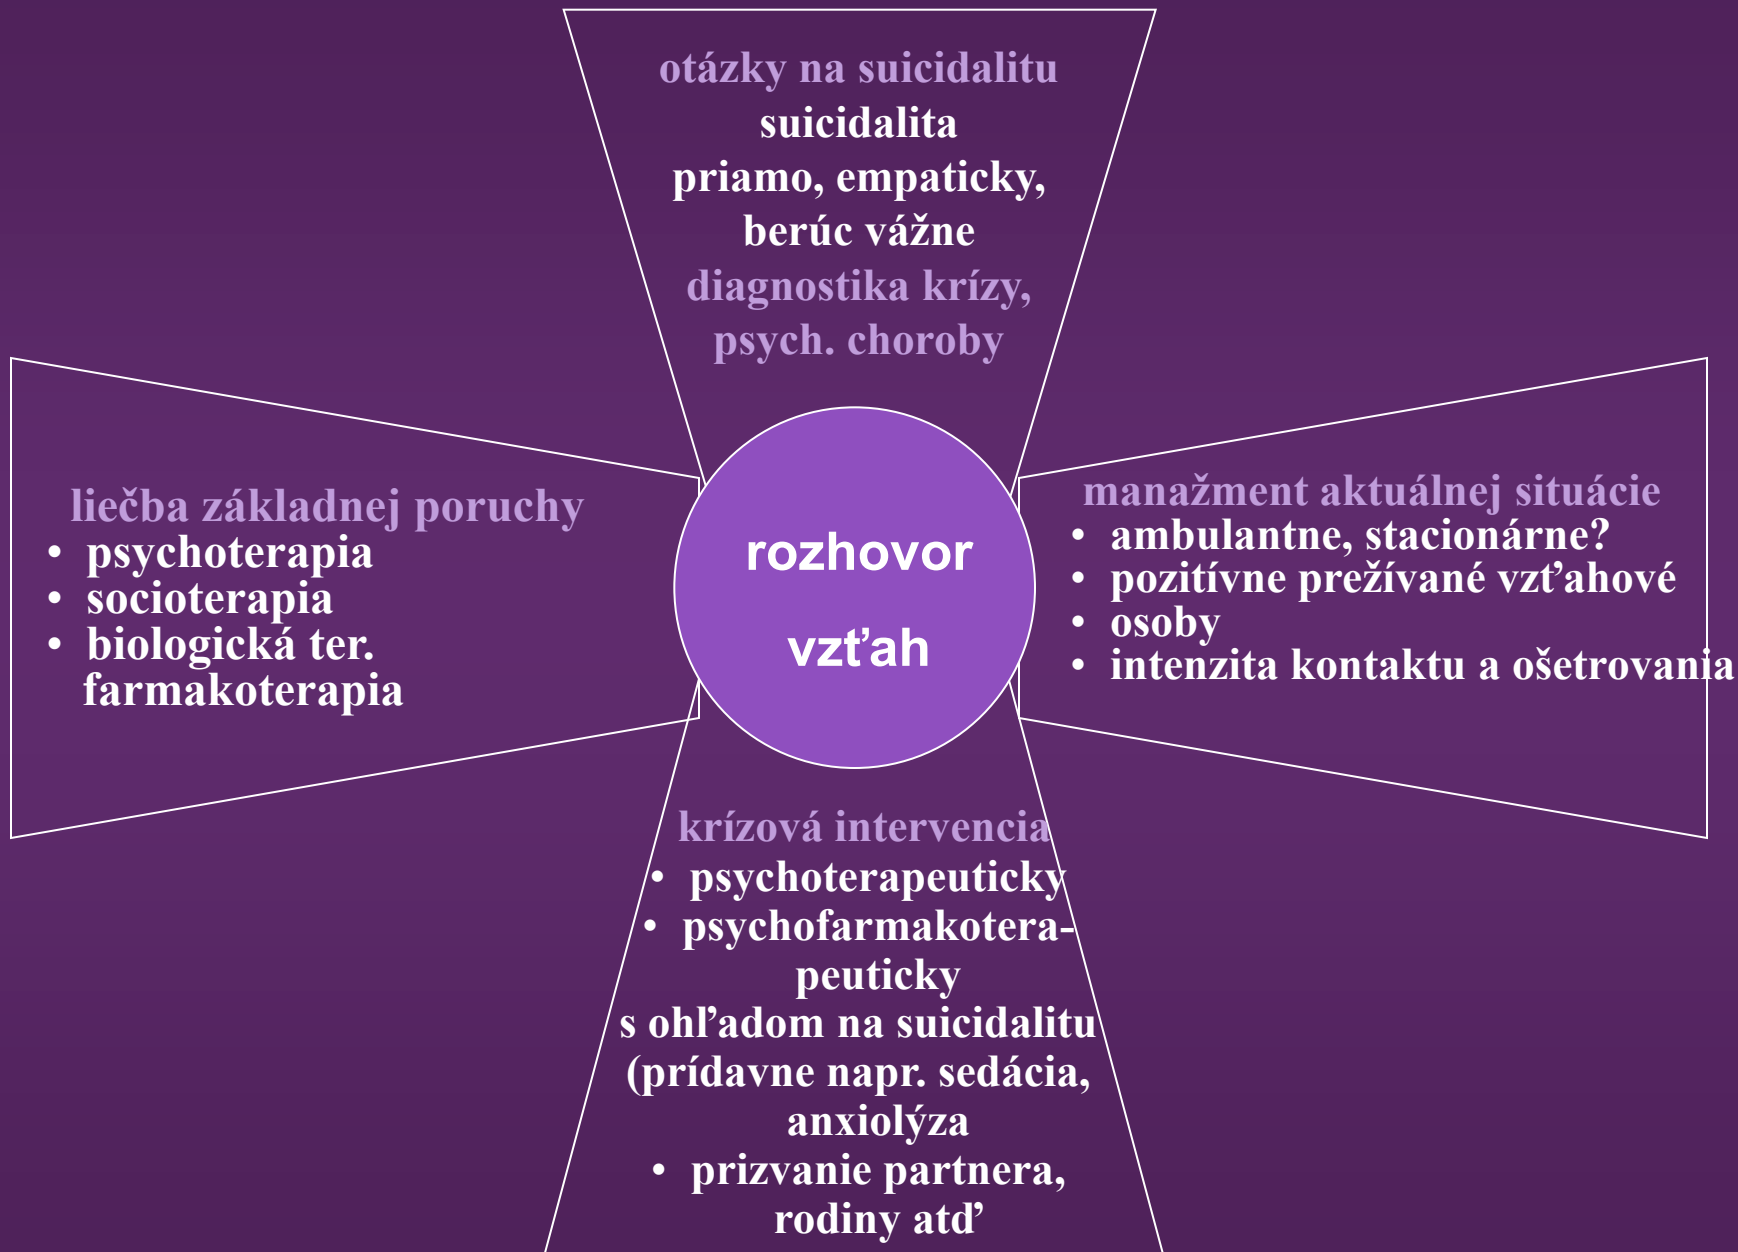 otázky na suicidalitu
suicidalita
priamo, empaticky,
berúc vážne
diagnostika krízy,
psych. choroby
liečba základnej poruchy
• psychoterapia
• socioterapia
• biologická ter.
farmakoterapia
rozhovor
vzťah
manažment aktuálnej situácie
• ambulantne, stacionárne?
• pozitívne prežívané vzťahové
• osoby
• intenzita kontaktu a ošetrovania
krízová intervencia
• psychoterapeuticky
• psychofarmakotera-
peuticky
s ohľadom na suicidalitu
(prídavne napr. sedácia,
anxiolýza
• prizvanie partnera,
rodiny atď